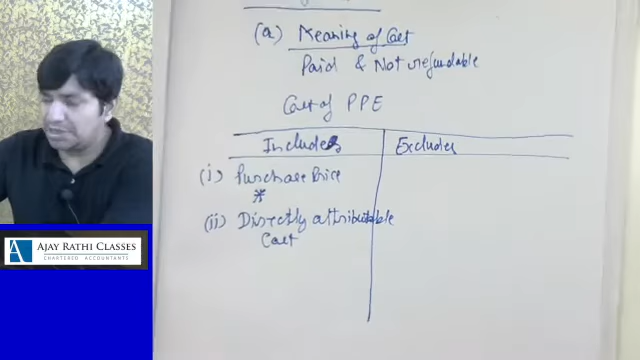 (a) Meaning of Cost
Paid & Not refundable
Cost of PPE
Includes
Excludes
(i) Purchase Price
*
(ii) Directly attributable
Cost
AJAY RATHI CLASSES
CHARTERED ACCOUNTANTS